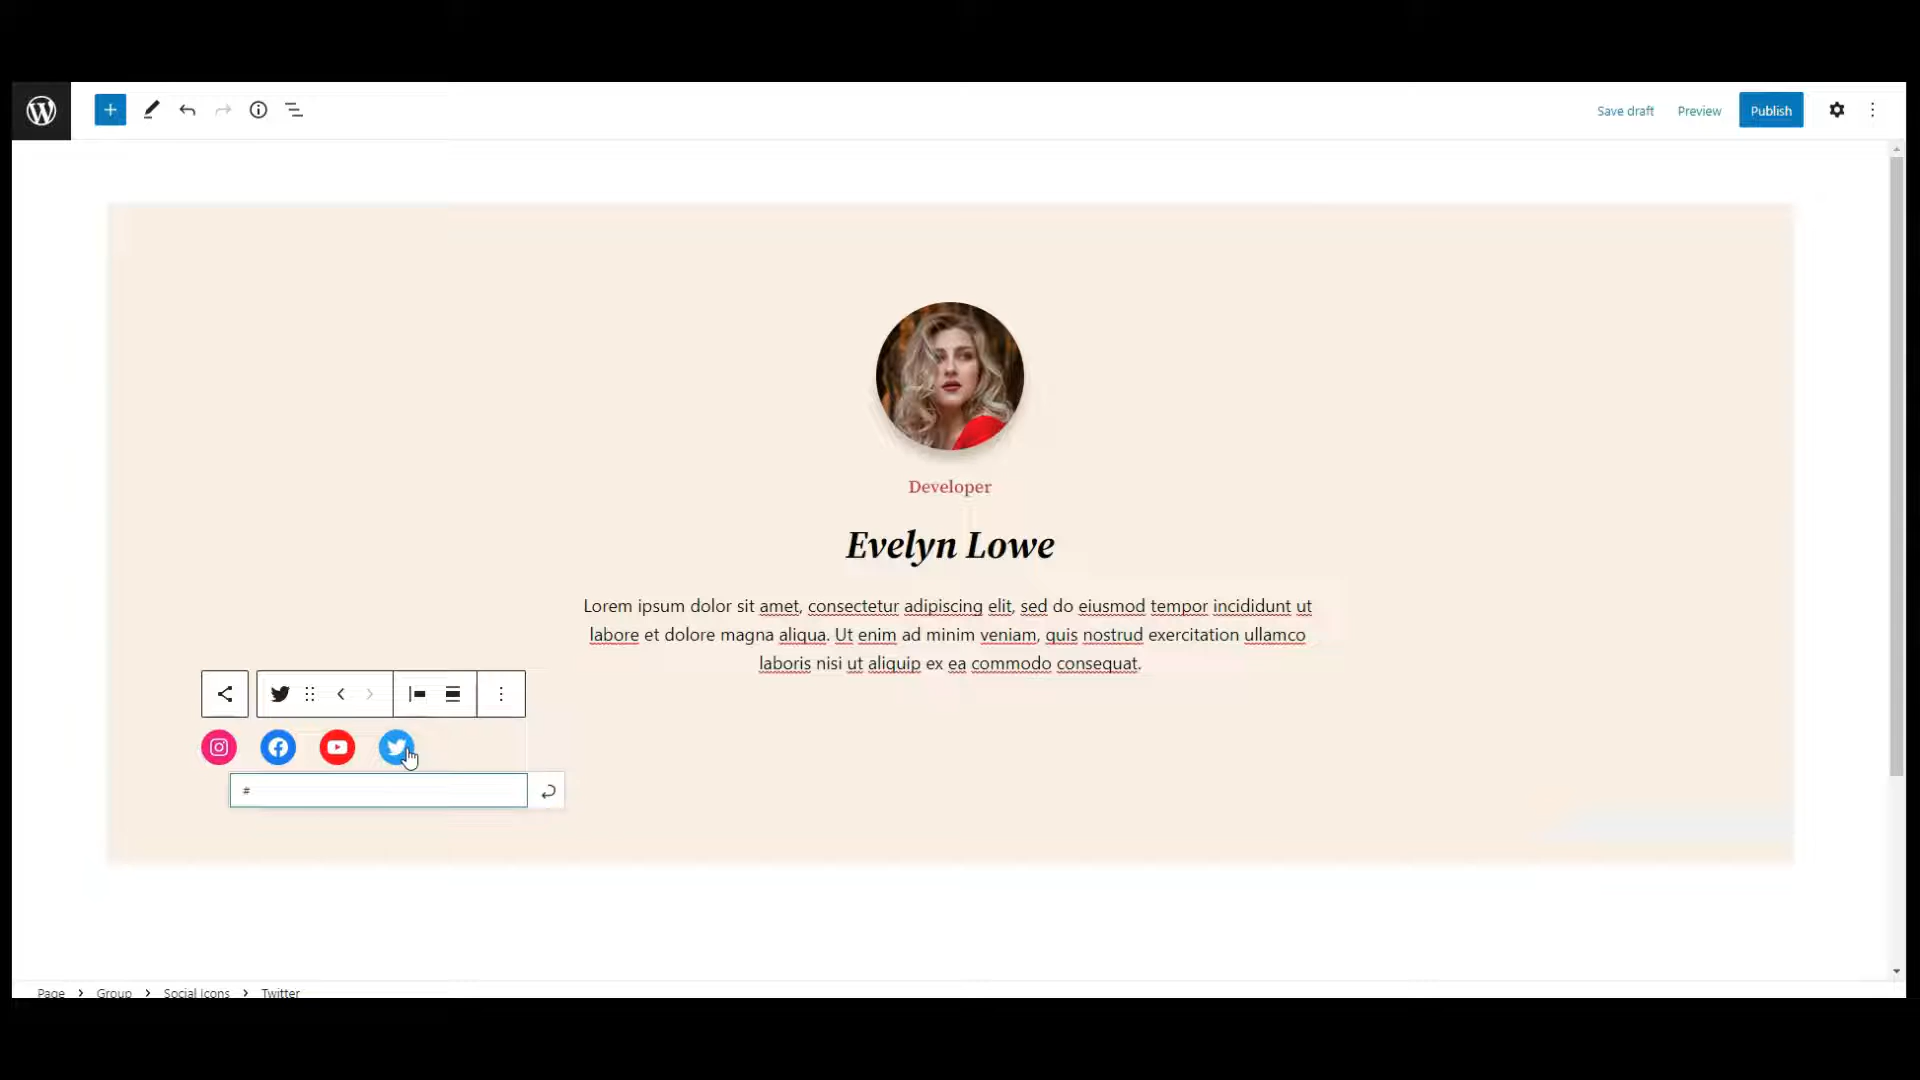 Save draft
Preview
Publish
Developer
Evelyn Lowe
Lorem ipsum dolor sit amet, consectetur adipiscing elit, sed do eiusmod tempor incididunt ut
labore et dolore magna aliqua. Ut enim ad minim veniam, quis nostrud exercitation ullamco
laboris nisi ut aliquip ex ea commodo consequat.
#
Page > Group > Social Icons > Twitter